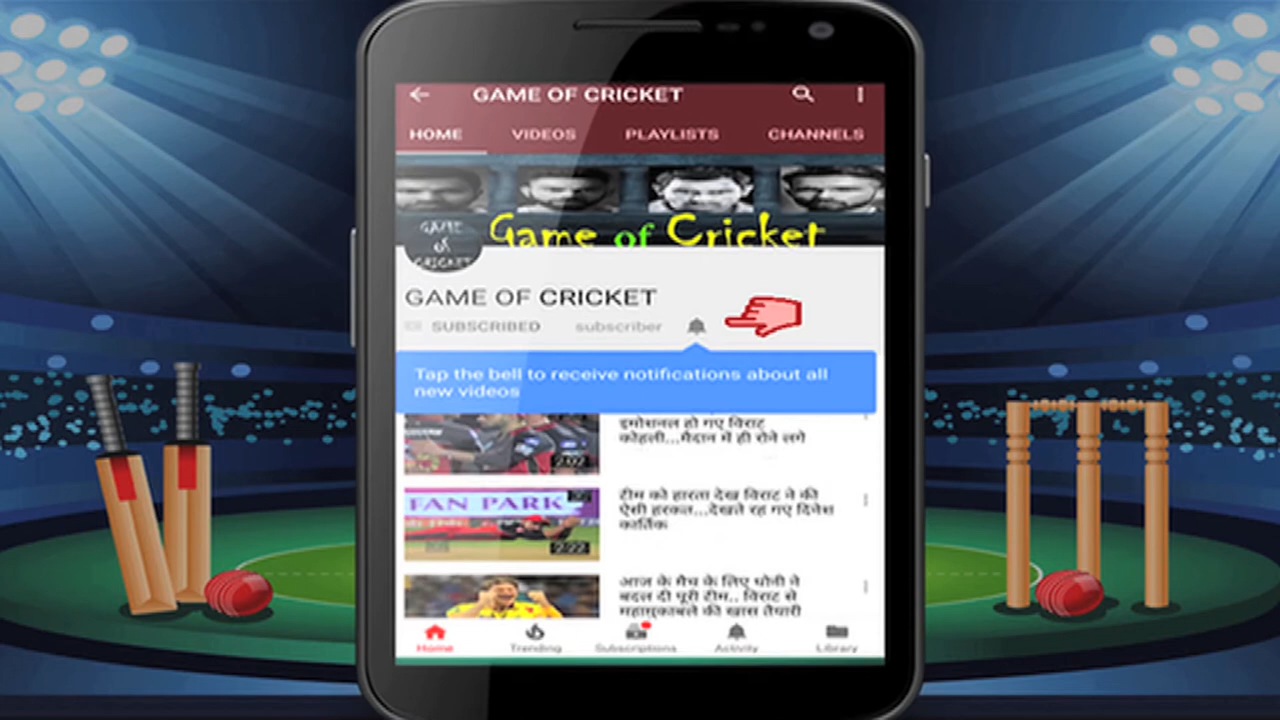 GAME OF CRICKET
HOME VIDEOS PLAYLISTS CHANNELS
GAME
of
CRICKET
Game of Cricket
GAME OF CRICKET
SUBSCRIBED subscriber
Tap the bell to receive notifications about all
new videos
इमोशनल हो गए विराट
कोहली...मैदान में ही रोने लगे
2:02
टीम को हारता देख विराट ने की
ऐसी हरकत...देखते रह गए दिनेश
कार्तिक
FAN PARK
2:22
आज के मैच के लिए धोनी ने
बदल दी पूरी टीम.. विराट से
महामुकाबले की खास तैयारी
Home Trending Subscriptions Activity Library